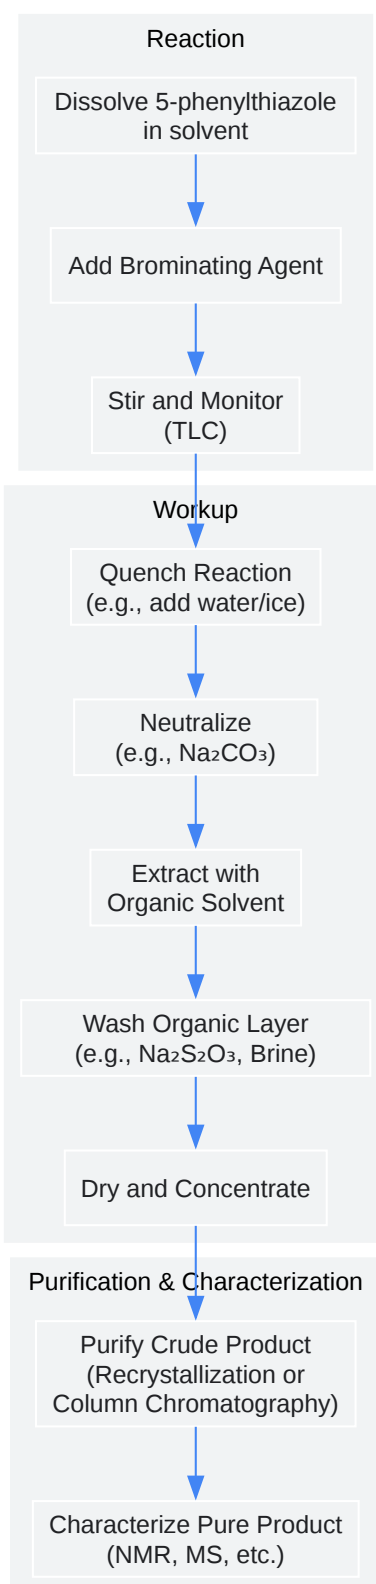 Reaction
Dissolve 5-phenylthiazole
in solvent
Add Brominating Agent
Stir and Monitor
(TLC)
Workup
Quench Reaction
(e.g., add water/ice)
Neutralize
(e.g., Na₂CO₃)
Extract with
Organic Solvent
Wash Organic Layer
(e.g., Na₂S₂O₃, Brine)
Dry and Concentrate
Purification & Characterization
Purify Crude Product
(Recrystallization or
Column Chromatography)
Characterize Pure Product
(NMR, MS, etc.)